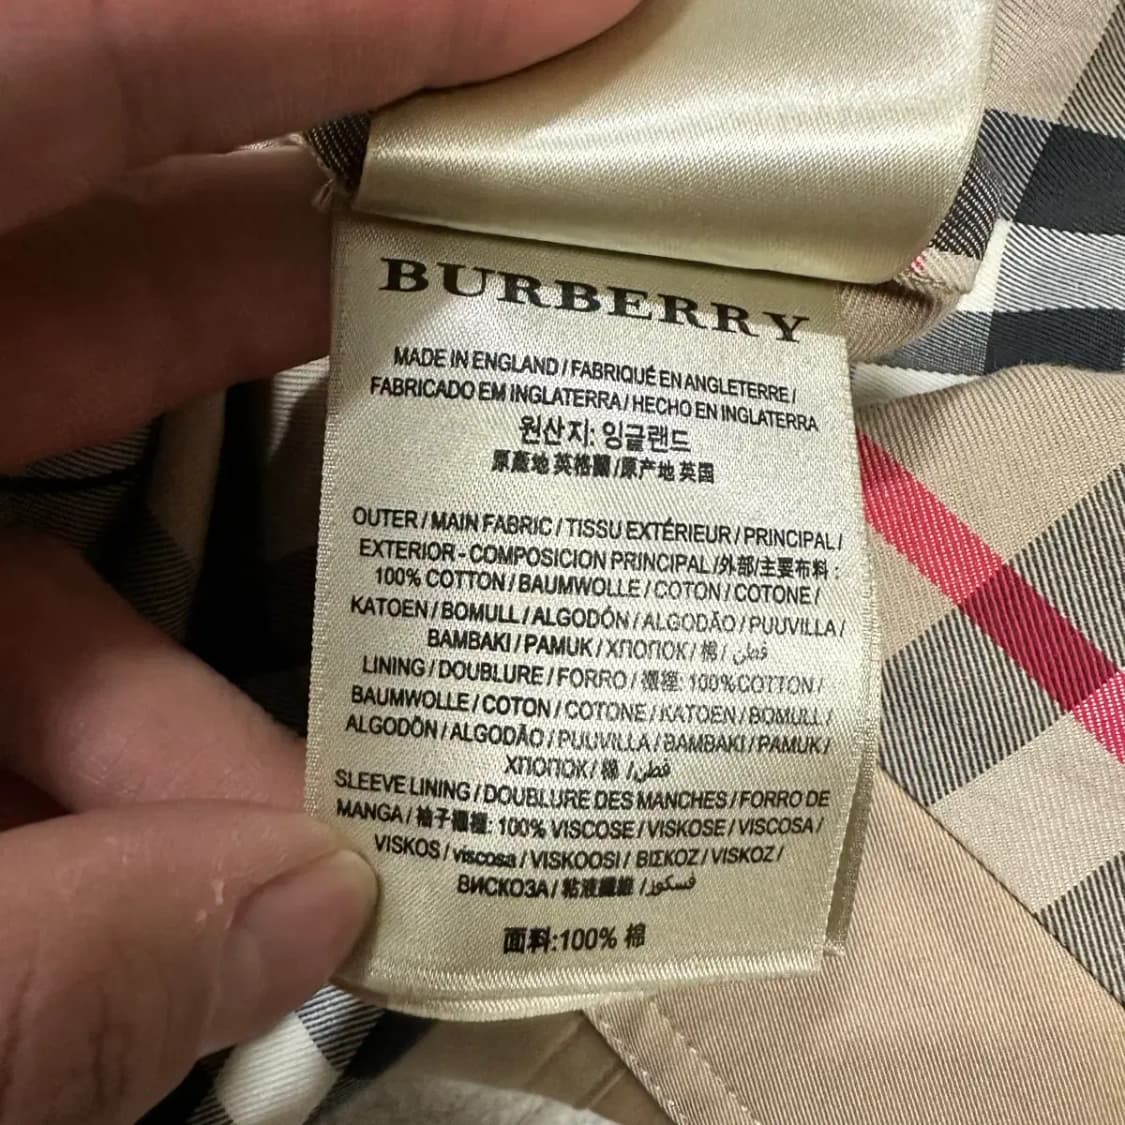 BURBERRY
MADE IN ENGLAND / FABRIQUÉ EN ANGLETERRE /
FABRICADO EM INGLATERRA / HECHO EN INGLATERRA
원산지: 잉글랜드
原產地 英格蘭 /原产地 英国
OUTER / MAIN FABRIC / TISSU EXTÉRIEUR / PRINCIPAL /
EXTERIOR - COMPOSICION PRINCIPAL /外部/主要布料 :
100% COTTON / BAUMWOLLE / COTON / COTONE /
KATOEN / BOMULL / ALGODÓN / ALGODÃO / PUUVILLA /
BAMBAKI / PAMUK / ХПОПОК / 棉 / قطن
LINING / DOUBLURE / FORRO / 襯裡: 100% COTTON /
BAUMWOLLE / COTON / COTONE / KATOEN / BOMULL /
ALGODÓN / ALGODÃO / PUUVILLA / BAMBAKI / PAMUK /
ХПОПОК / 棉 / قطن
SLEEVE LINING / DOUBLURE DES MANCHES / FORRO DE
MANGA / 袖子襯裡: 100% VISCOSE / VISKOSE / VISCOSA /
VISKOS / viscosa / VISKOOSI / ΒΙΣΚΟΖ / VISKOZ /
ВИСКОЗА / 粘液纖維 / فسكوز
面料:100% 棉